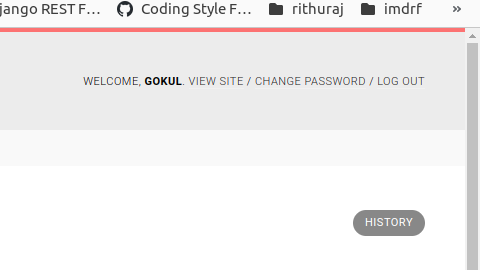 jango REST F… Coding Style F… rithuraj imdrf »
WELCOME, GOKUL. VIEW SITE / CHANGE PASSWORD / LOG OUT
HISTORY